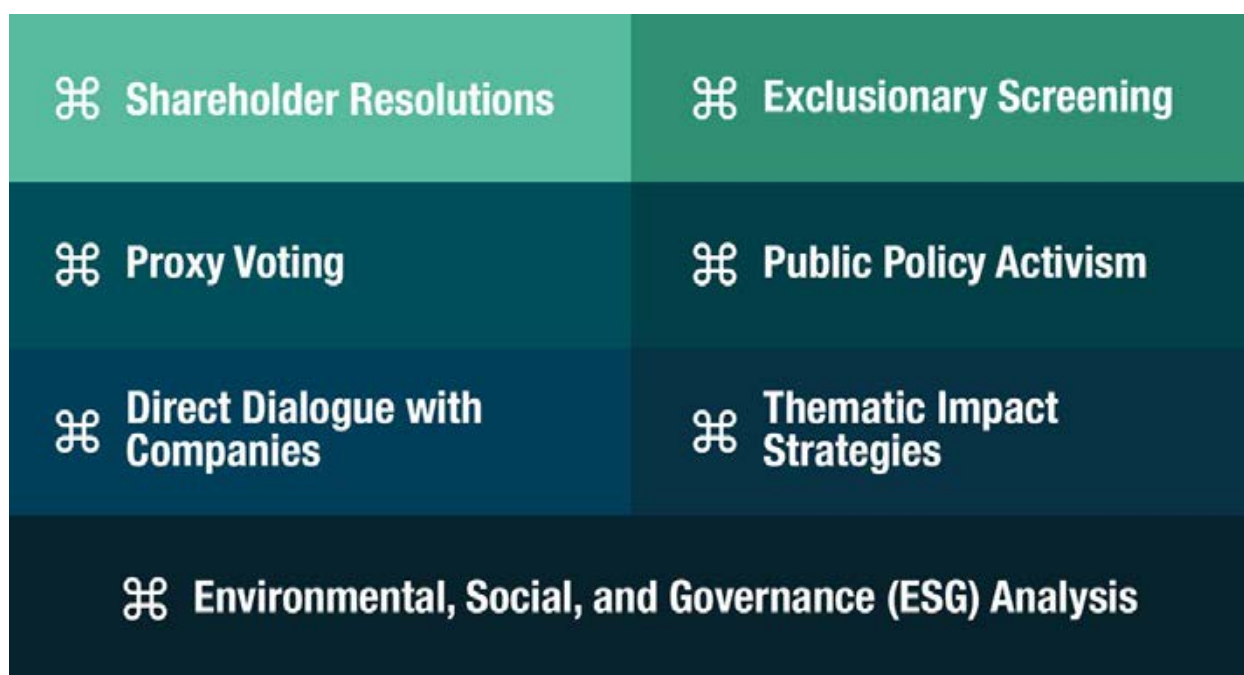 ⌘ Shareholder Resolutions
⌘ Exclusionary Screening
⌘ Proxy Voting
⌘ Public Policy Activism
⌘ Direct Dialogue with
Companies
⌘ Thematic Impact
Strategies
⌘ Environmental, Social, and Governance (ESG) Analysis